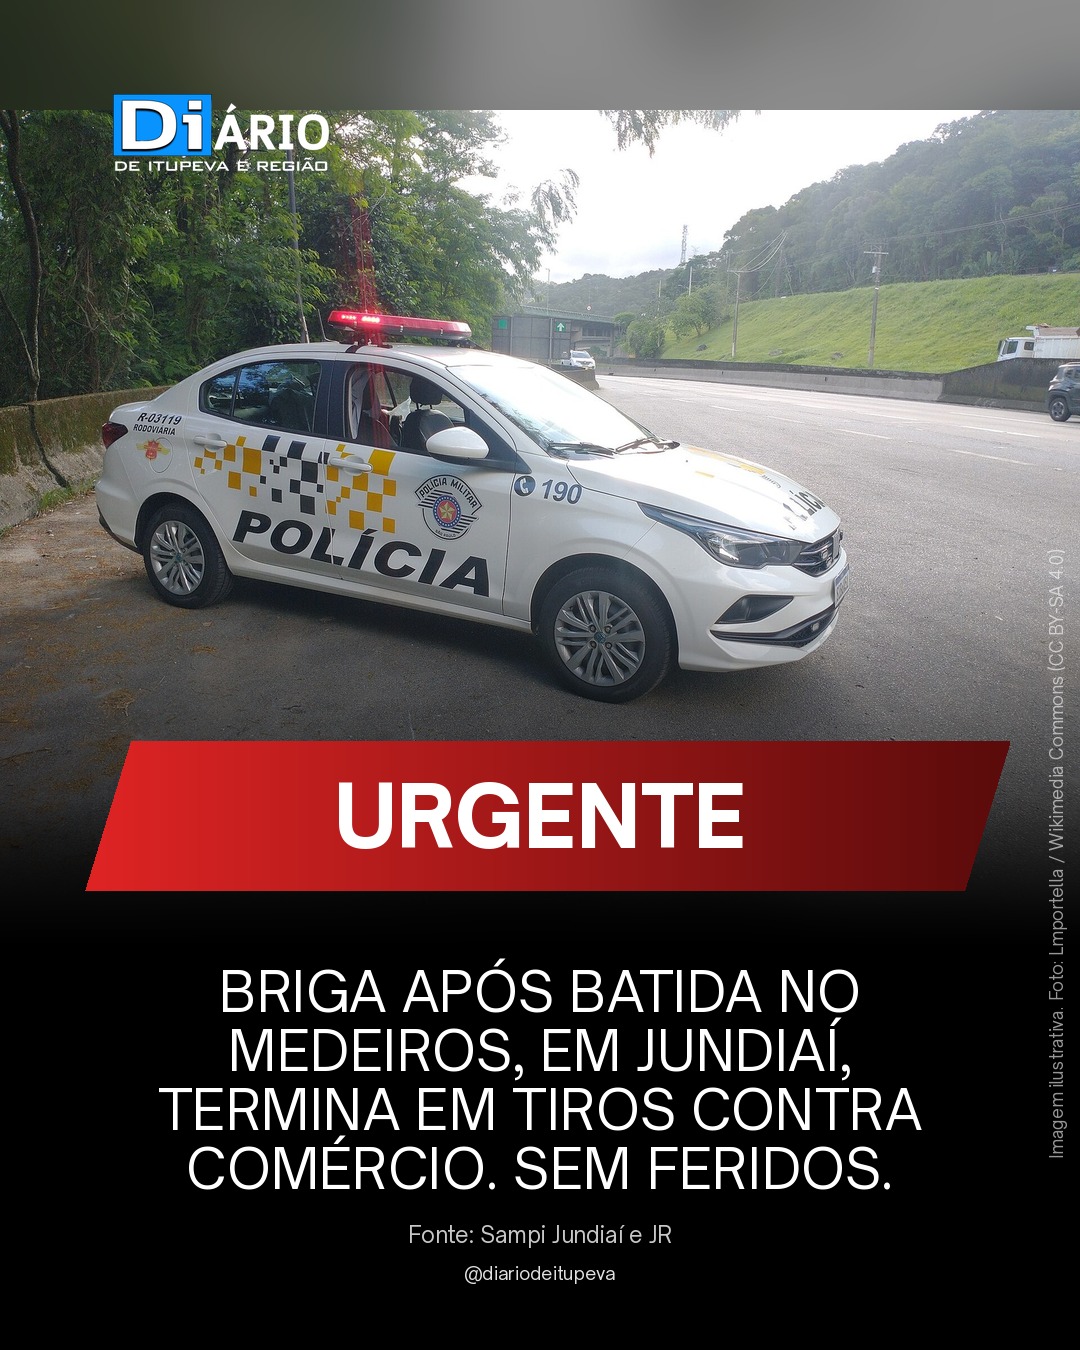 DiÁRIO
DE ITUPEVA E REGIÃO
R-03119
RODOVIÁRIA
POLÍCIA MILITAR
SÃO PAULO
190
POLÍCIA
URGENTE
BRIGA APÓS BATIDA NO
MEDEIROS, EM JUNDIAÍ,
TERMINA EM TIROS CONTRA
COMÉRCIO. SEM FERIDOS.
Fonte: Sampi Jundiaí e JR
@diariodeitupeva
Imagem ilustrativa. Foto: Lmportella / Wikimedia Commons (CC BY-SA 4.0)